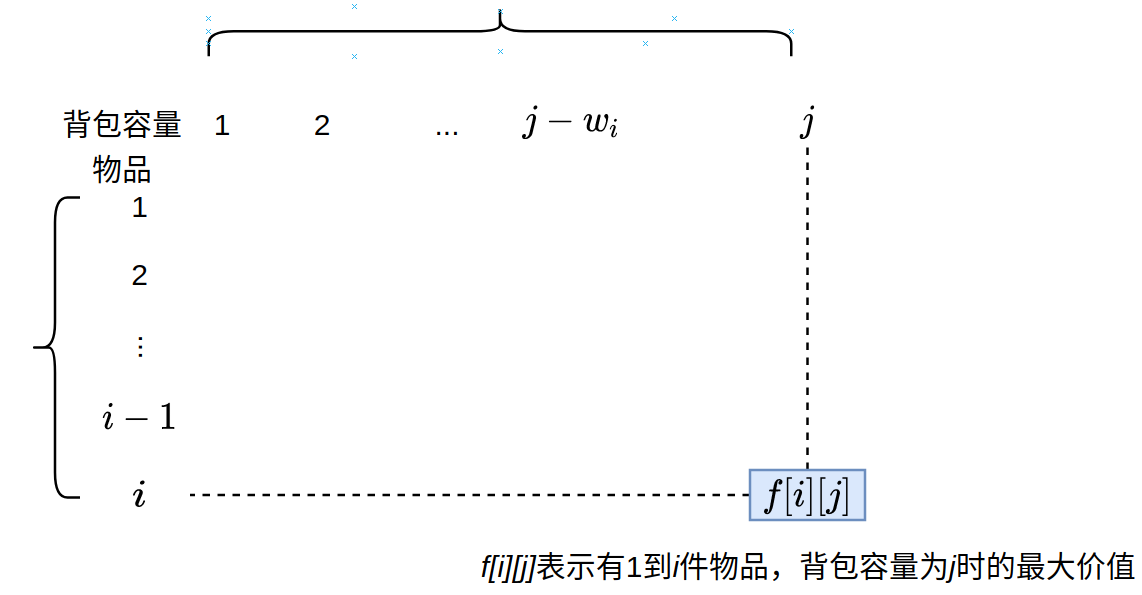 背包容量 1 2 ... j − wᵢ j
物品
1
2
⋮
i − 1
i
f[i][j]
f[i][j]表示有1到i件物品，背包容量为j时的最大价值